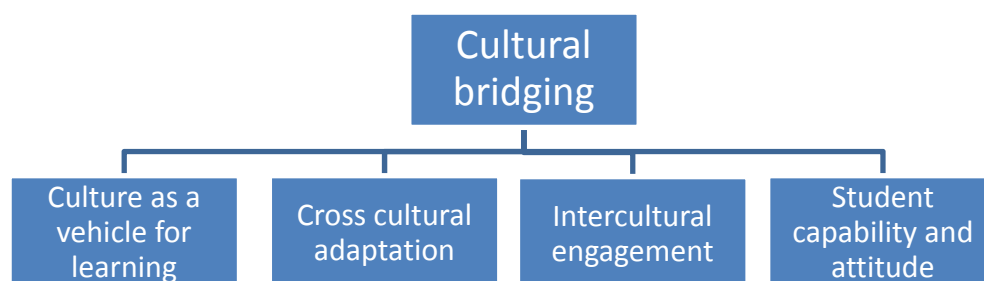 Cultural
bridging
Culture as a
vehicle for
learning
Cross cultural
adaptation
Intercultural
engagement
Student
capability and
attitude